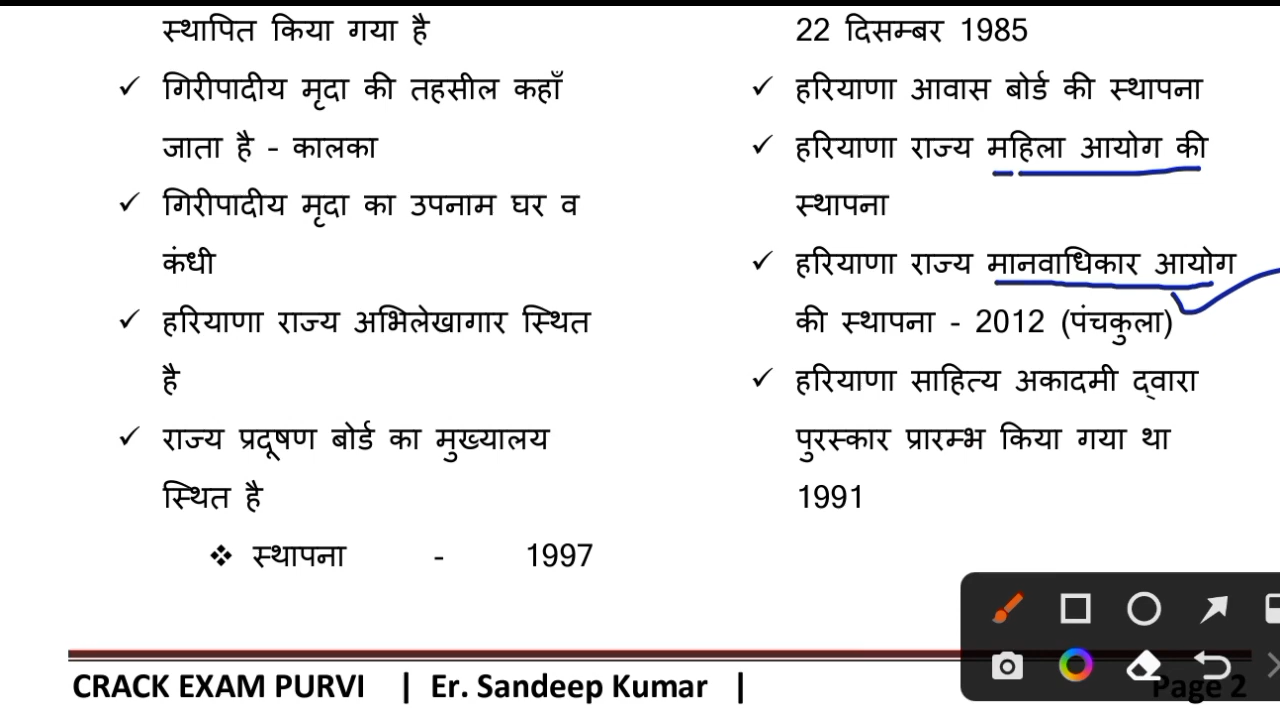 स्थापित किया गया है
✓ गिरीपादीय मृदा की तहसील कहाँ
जाता है - कालका
✓ गिरीपादीय मृदा का उपनाम घर व
कंधी
✓ हरियाणा राज्य अभिलेखागार स्थित
है
✓ राज्य प्रदूषण बोर्ड का मुख्यालय
स्थित है
❖ स्थापना - 1997
22 दिसम्बर 1985
✓ हरियाणा आवास बोर्ड की स्थापना
✓ हरियाणा राज्य महिला आयोग की
स्थापना
✓ हरियाणा राज्य मानवाधिकार आयोग
की स्थापना - 2012 (पंचकुला)
✓ हरियाणा साहित्य अकादमी द्वारा
पुरस्कार प्रारम्भ किया गया था
1991
CRACK EXAM PURVI | Er. Sandeep Kumar | Page 2